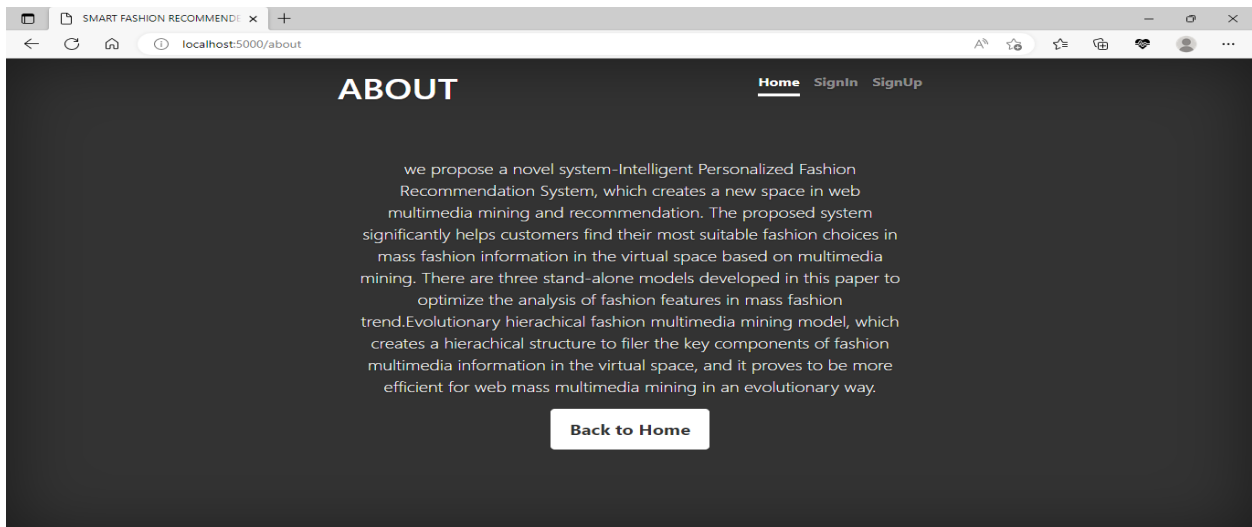 SMART FASHION RECOMMENDE
localhost:5000/about
ABOUT
Home SignIn SignUp
we propose a novel system-Intelligent Personalized Fashion
Recommendation System, which creates a new space in web
multimedia mining and recommendation. The proposed system
significantly helps customers find their most suitable fashion choices in
mass fashion information in the virtual space based on multimedia
mining. There are three stand-alone models developed in this paper to
optimize the analysis of fashion features in mass fashion
trend.Evolutionary hierachical fashion multimedia mining model, which
creates a hierachical structure to filer the key components of fashion
multimedia information in the virtual space, and it proves to be more
efficient for web mass multimedia mining in an evolutionary way.
Back to Home